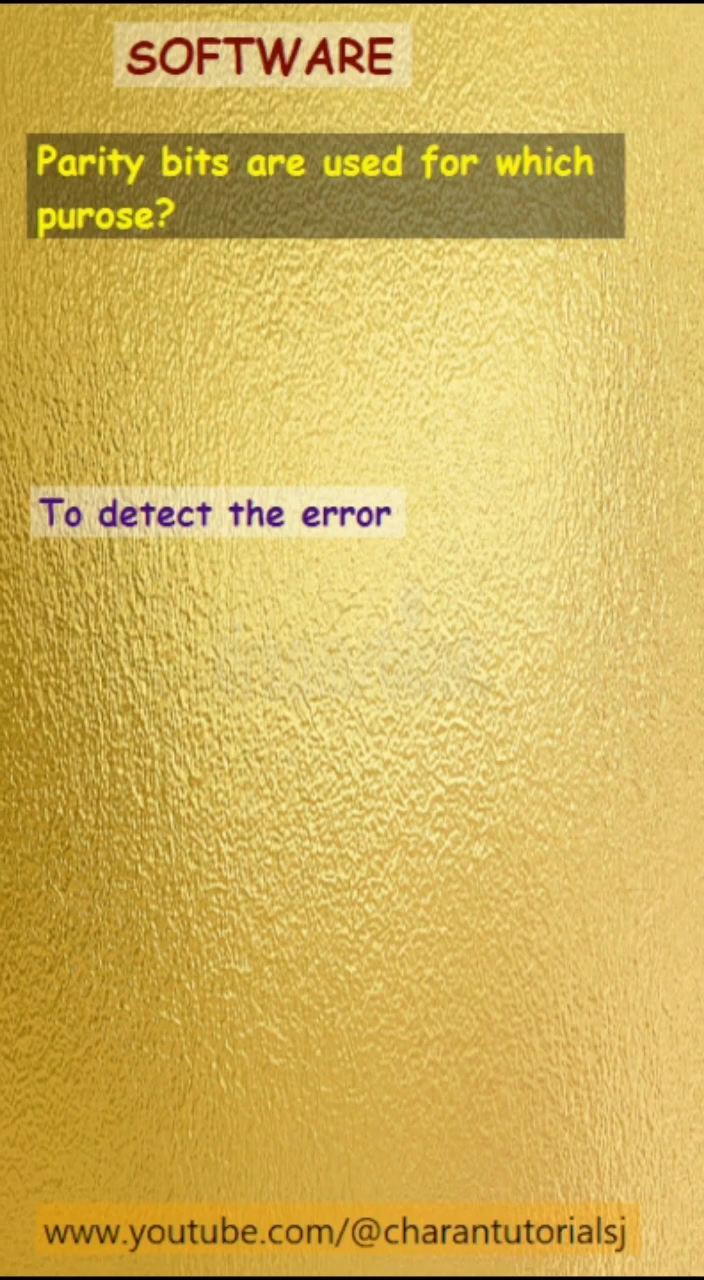 SOFTWARE
Parity bits are used for which
purose?
To detect the error
www.youtube.com/@charantutorialsj